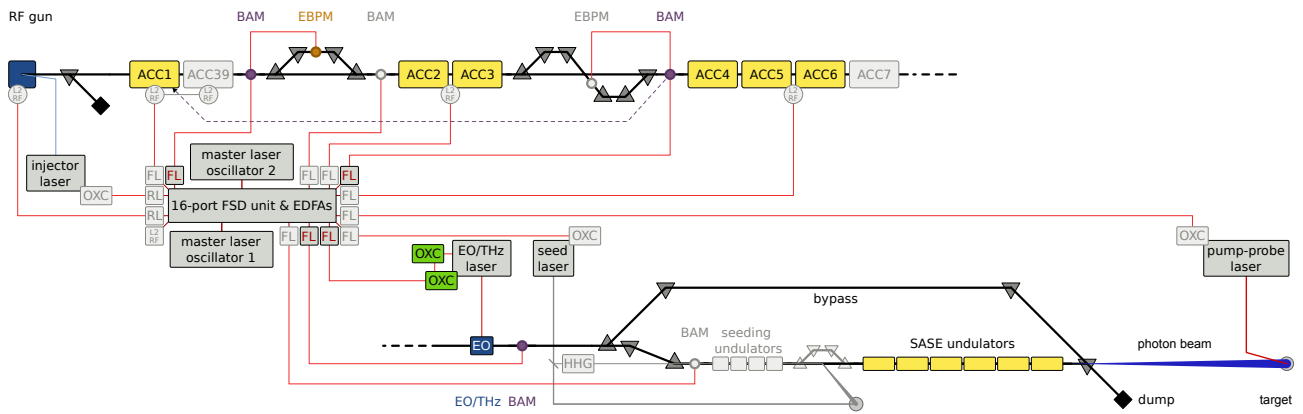 RF gun
BAM
EBPM
BAM
EBPM
BAM
ACC1
ACC39
ACC2
ACC3
ACC4
ACC5
ACC6
ACC7
L2
RF
L2
RF
L2
RF
L2
RF
L2
RF
injector
laser
master laser
oscillator 2
FL
FL
FL
FL
FL
OXC
RL
16-port FSD unit & EDFAs
FL
RL
FL
L2
RF
master laser
oscillator 1
FL
FL
FL
FL
OXC
EO/THz
laser
OXC
seed
laser
OXC
OXC
pump-probe
laser
bypass
EO
BAM
seeding
undulators
HHG
SASE undulators
photon beam
EO/THz
BAM
dump
target